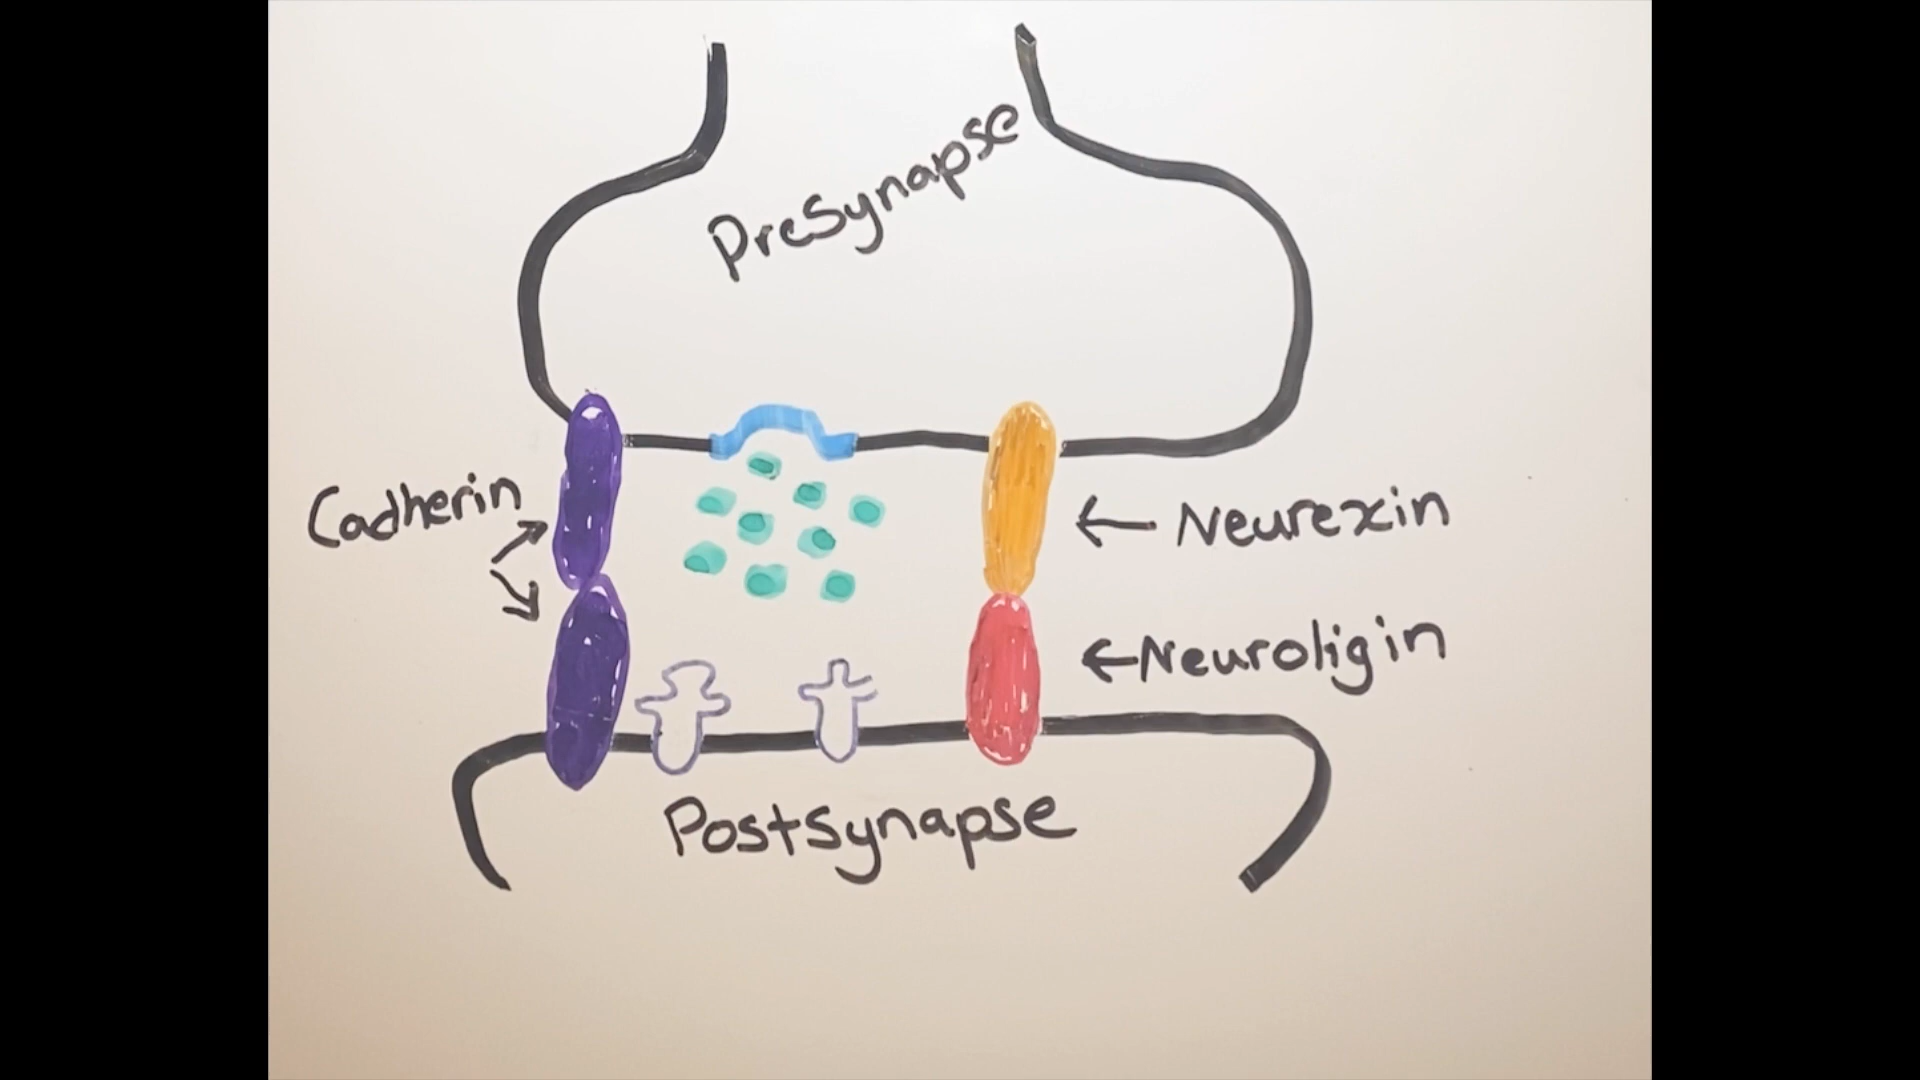 PreSynapse
Cadherin
Neurexin
Neuroligin
Postsynapse